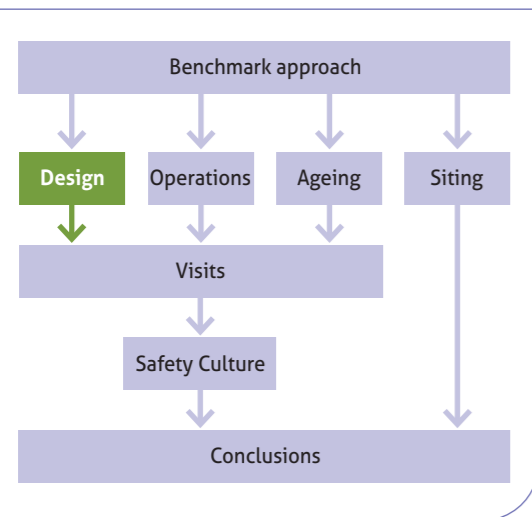 Benchmark approach
Design Operations Ageing Siting
Visits
Safety Culture
Conclusions